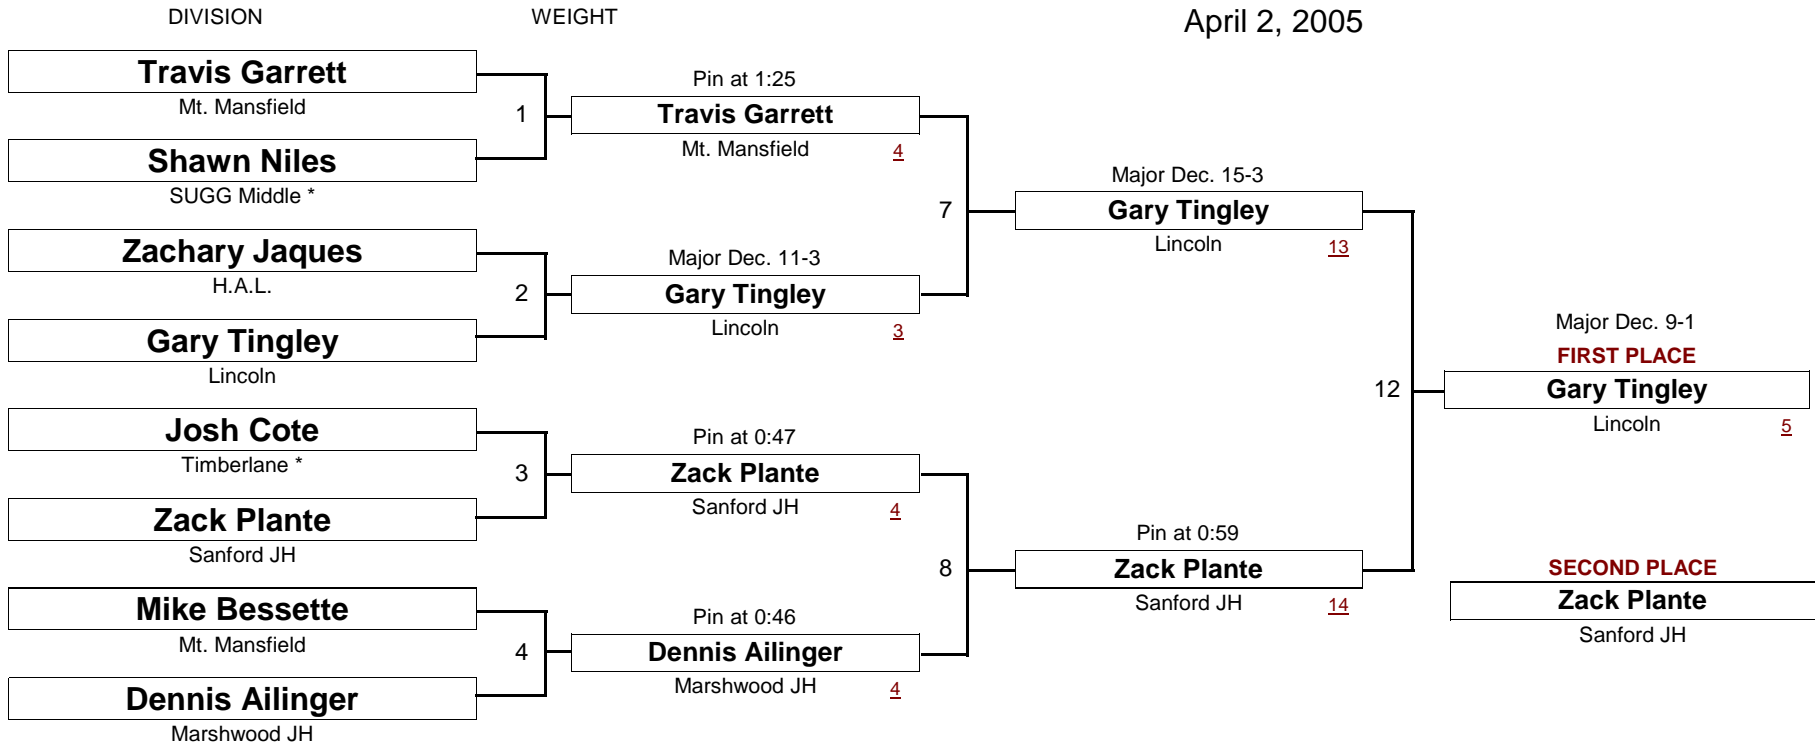 DIVISION
WEIGHT
April 2, 2005
Travis Garrett
Mt. Mansfield
1
Shawn Niles
SUGG Middle *
Zachary Jaques
H.A.L.
2
Gary Tingley
Lincoln
Josh Cote
Timberlane *
3
Zack Plante
Sanford JH
Mike Bessette
Mt. Mansfield
4
Dennis Ailinger
Marshwood JH
Pin at 1:25
Travis Garrett
Mt. Mansfield
4
7
Major Dec. 11-3
Gary Tingley
Lincoln
3
Pin at 0:47
Zack Plante
Sanford JH
4
8
Pin at 0:46
Dennis Ailinger
Marshwood JH
4
Major Dec. 15-3
Gary Tingley
Lincoln
13
12
Pin at 0:59
Zack Plante
Sanford JH
14
Major Dec. 9-1
FIRST PLACE
Gary Tingley
Lincoln
5
SECOND PLACE
Zack Plante
Sanford JH